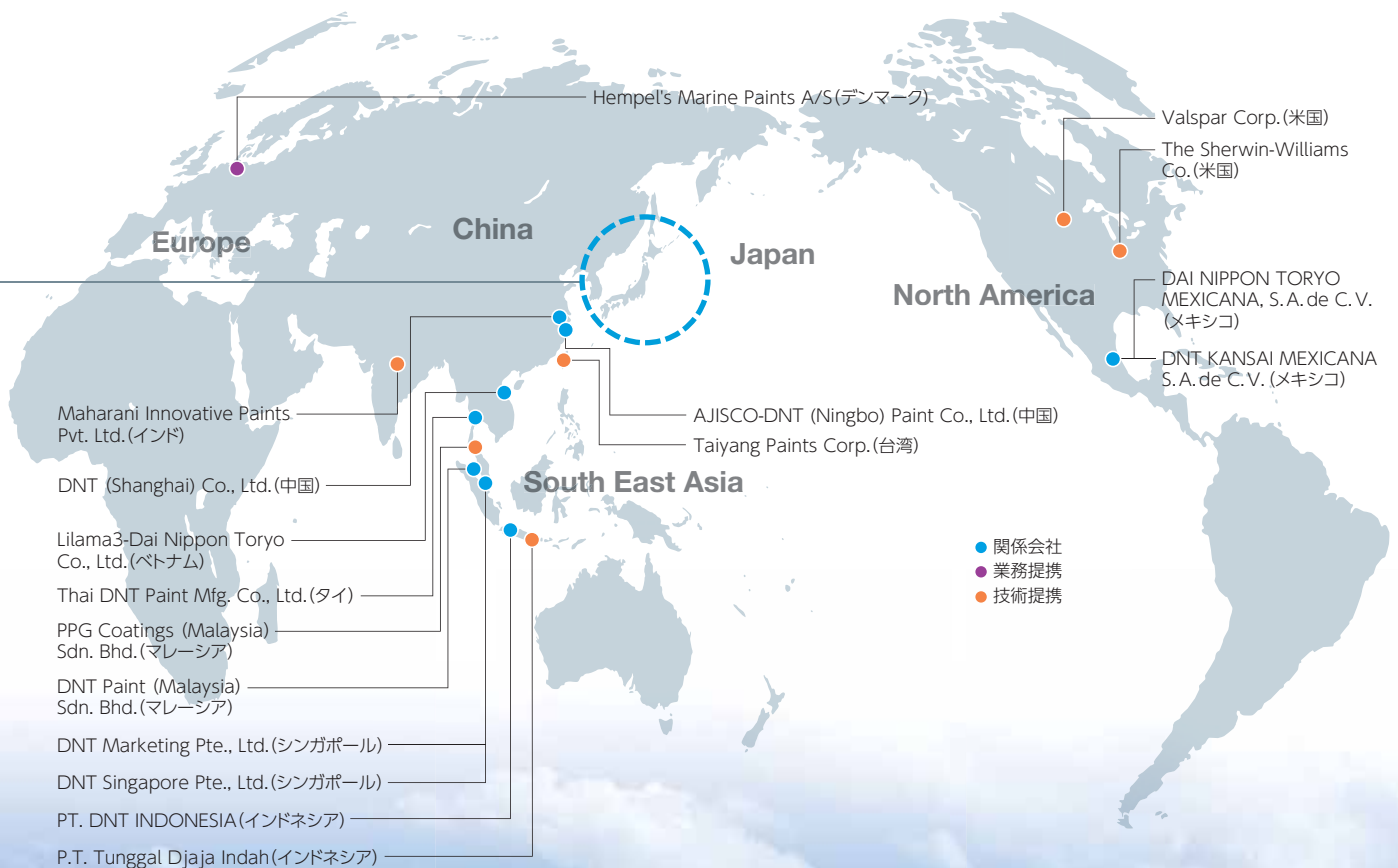 Hempel's Marine Paints A/S(デンマーク)
Valspar Corp.(米国)
The Sherwin-Williams
Co.(米国)
Europe
China
Japan
North America
DAI NIPPON TORYO
MEXICANA, S.A.de C.V.
(メキシコ)
DNT KANSAI MEXICANA
S.A.de C.V.(メキシコ)
Maharani Innovative Paints
Pvt. Ltd.(インド)
AJISCO-DNT (Ningbo) Paint Co., Ltd.(中国)
Taiyang Paints Corp.(台湾)
DNT (Shanghai) Co., Ltd.(中国)
South East Asia
Lilama3-Dai Nippon Toryo
Co., Ltd.(ベトナム)
Thai DNT Paint Mfg. Co., Ltd.(タイ)
PPG Coatings (Malaysia)
Sdn. Bhd.(マレーシア)
DNT Paint (Malaysia)
Sdn. Bhd.(マレーシア)
DNT Marketing Pte., Ltd.(シンガポール)
DNT Singapore Pte., Ltd.(シンガポール)
PT. DNT INDONESIA(インドネシア)
P.T. Tunggal Djaja Indah(インドネシア)
関係会社
業務提携
技術提携